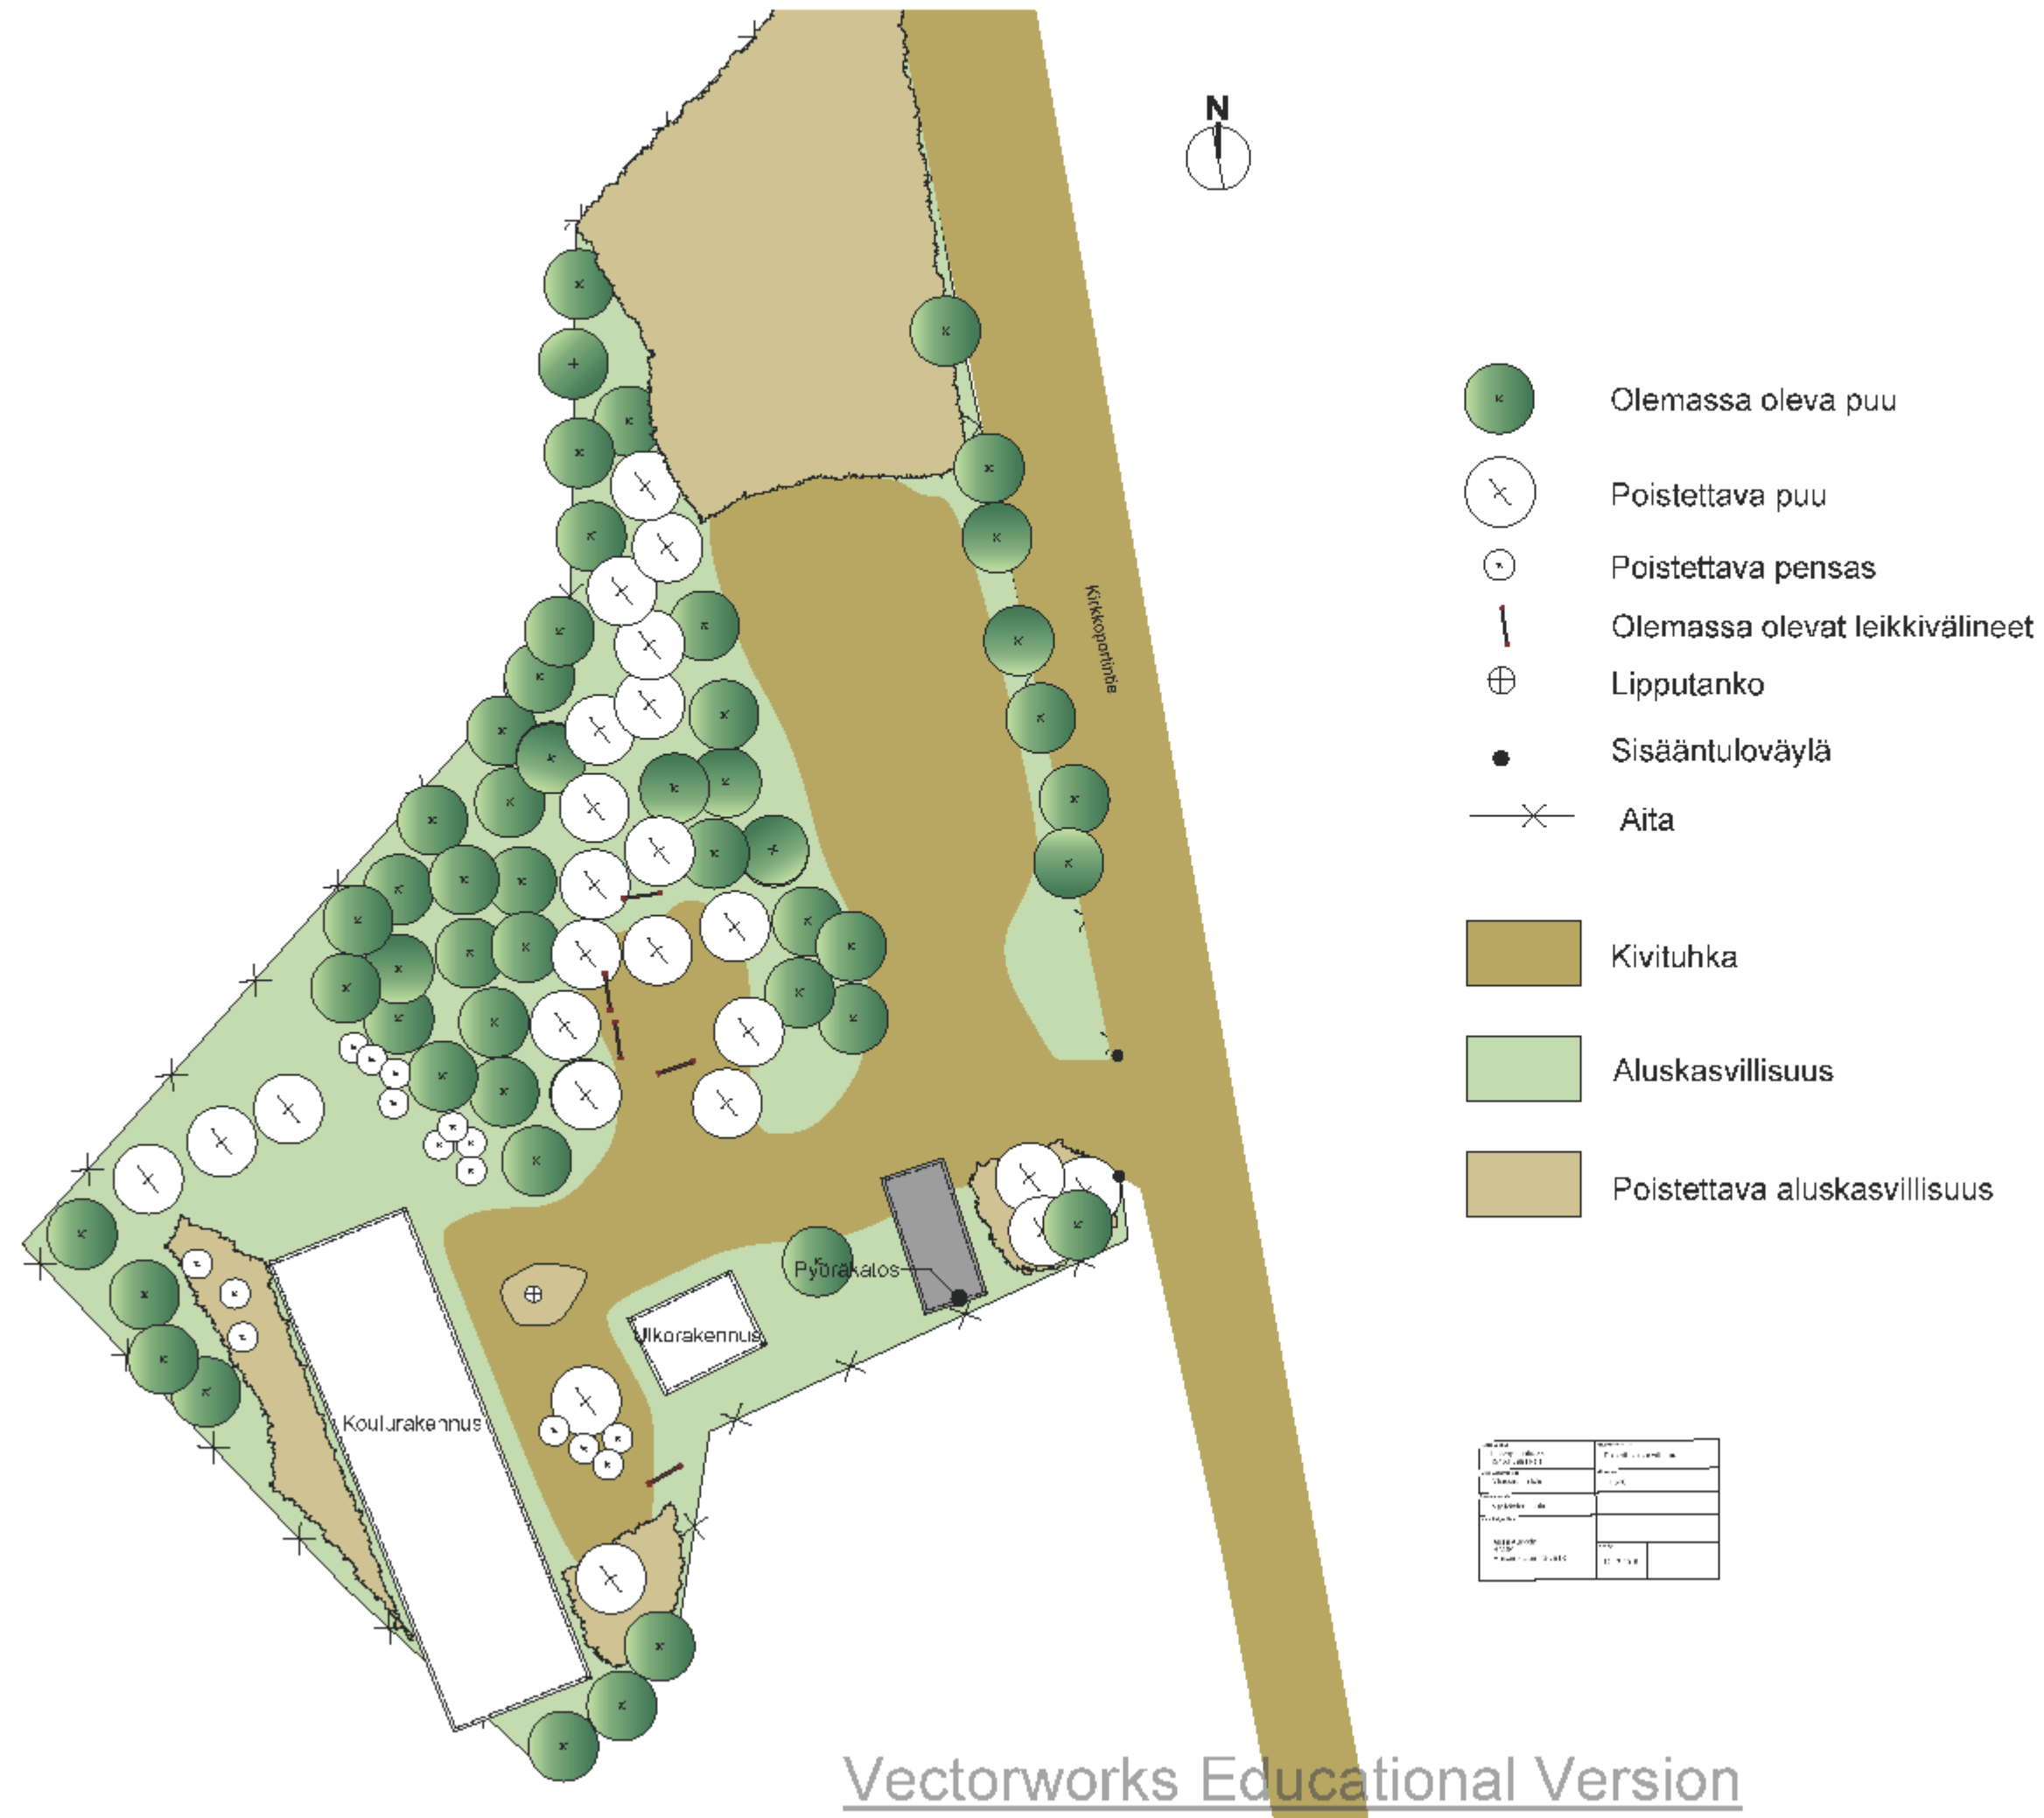 N
Olemassa oleva puu
Poistettava puu
Poistettava pensas
Olemassa olevat leikkivälineet
Lipputanko
Sisääntuloväylä
Aita
Kivituhka
Aluskasvillisuus
Poistettava aluskasvillisuus
Kirkkoportintie
Pyöräkatos
Ulkorakennus
Koulurakennus
Vectorworks Educational Version